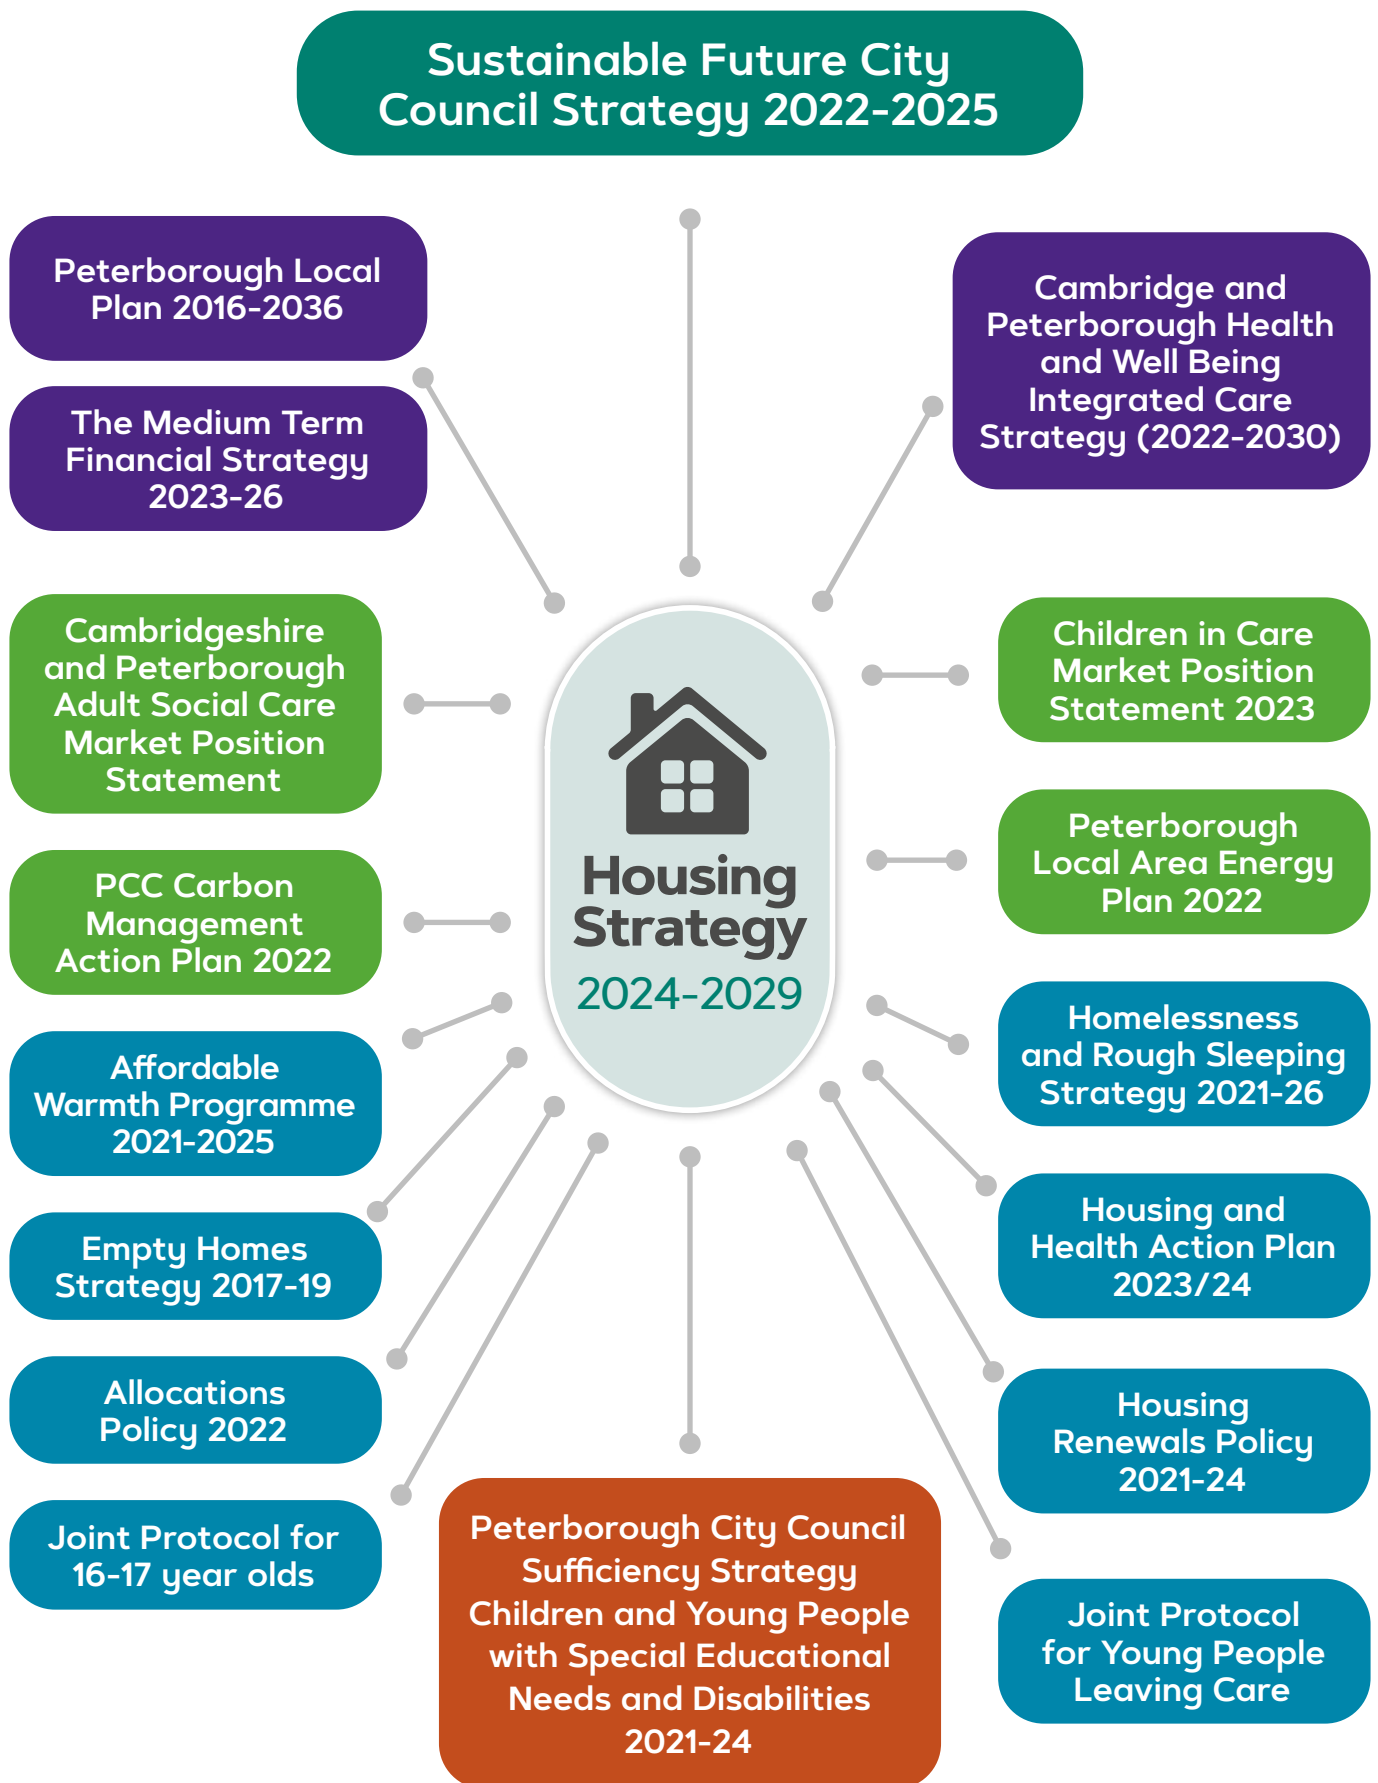 Sustainable Future City
Council Strategy 2022-2025
Peterborough Local
Plan 2016-2036
The Medium Term
Financial Strategy
2023-26
Cambridge and
Peterborough Health
and Well Being
Integrated Care
Strategy (2022-2030)
Cambridgeshire
and Peterborough
Adult Social Care
Market Position
Statement
PCC Carbon
Management
Action Plan 2022
Affordable
Warmth Programme
2021-2025
Empty Homes
Strategy 2017-19
Allocations
Policy 2022
Joint Protocol for
16-17 year olds
Housing
Strategy
2024-2029
Children in Care
Market Position
Statement 2023
Peterborough
Local Area Energy
Plan 2022
Homelessness
and Rough Sleeping
Strategy 2021-26
Housing and
Health Action Plan
2023/24
Housing
Renewals Policy
2021-24
Joint Protocol
for Young People
Leaving Care
Peterborough City Council
Sufficiency Strategy
Children and Young People
with Special Educational
Needs and Disabilities
2021-24